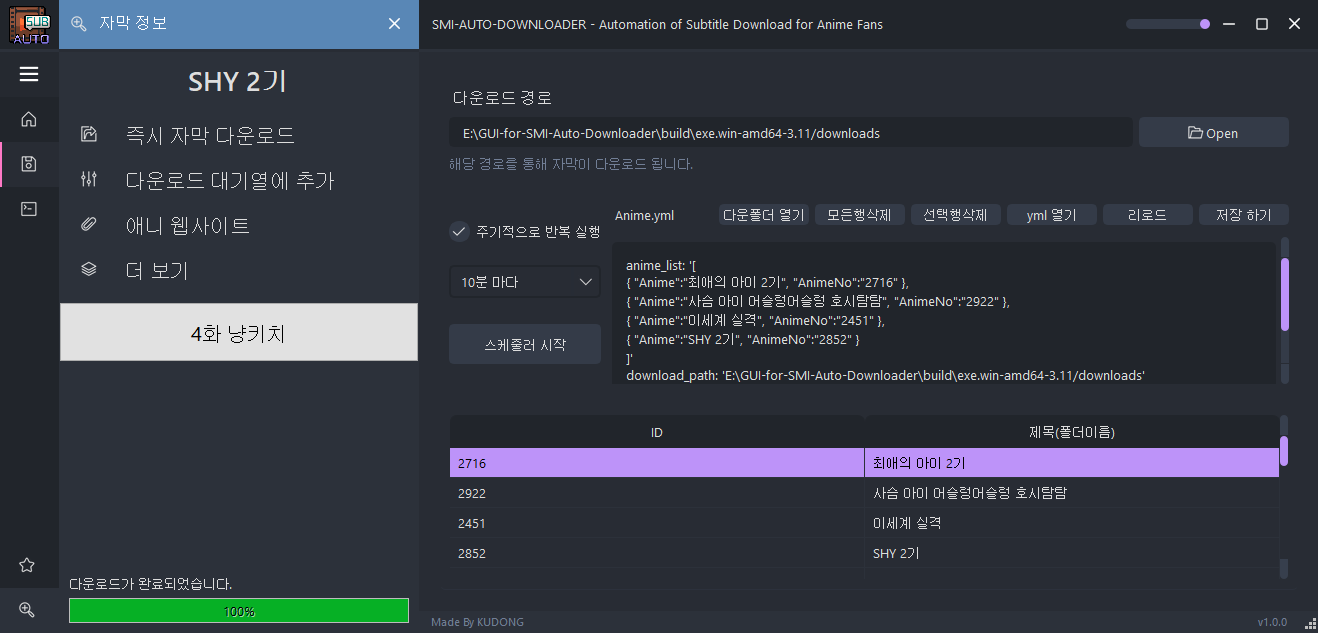 SUB
AUTO
자막 정보
SMI-AUTO-DOWNLOADER - Automation of Subtitle Download for Anime Fans
SHY 2기
즉시 자막 다운로드
다운로드 대기열에 추가
애니 웹사이트
더 보기
4화 냥키치
다운로드가 완료되었습니다.
100%
다운로드 경로
E:\GUI-for-SMI-Auto-Downloader\build\exe.win-amd64-3.11/downloads
Open
해당 경로를 통해 자막이 다운로드 됩니다.
주기적으로 반복 실행
10분 마다
스케줄러 시작
Anime.yml
다운폴더 열기
모든행삭제
선택행삭제
yml 열기
리로드
저장 하기
anime_list: '[
{ "Anime":"최애의 아이 2기", "AnimeNo":"2716" },
{ "Anime":"사슴 아이 어슬렁어슬렁 호시탐탐", "AnimeNo":"2922" },
{ "Anime":"이세계 실격", "AnimeNo":"2451" },
{ "Anime":"SHY 2기", "AnimeNo":"2852" }
]'
download_path: 'E:\GUI-for-SMI-Auto-Downloader\build\exe.win-amd64-3.11/downloads'
ID 제목(폴더이름)
2716 최애의 아이 2기
2922 사슴 아이 어슬렁어슬렁 호시탐탐
2451 이세계 실격
2852 SHY 2기
Made By KUDONG
v1.0.0